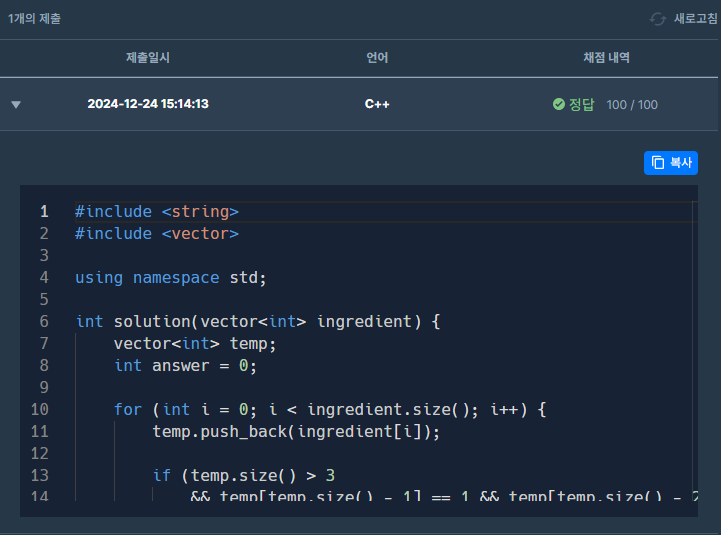 1개의 제출
새로고침
제출일시 언어 채점 내역
2024-12-24 15:14:13 C++ 정답 100 / 100
복사
1 #include <string>
2 #include <vector>
3
4 using namespace std;
5
6 int solution(vector<int> ingredient) {
7 vector<int> temp;
8 int answer = 0;
9
10 for (int i = 0; i < ingredient.size(); i++) {
11 temp.push_back(ingredient[i]);
12
13 if (temp.size() > 3
14 && temp[temp.size() - 1] == 1 && temp[temp.size() - 2